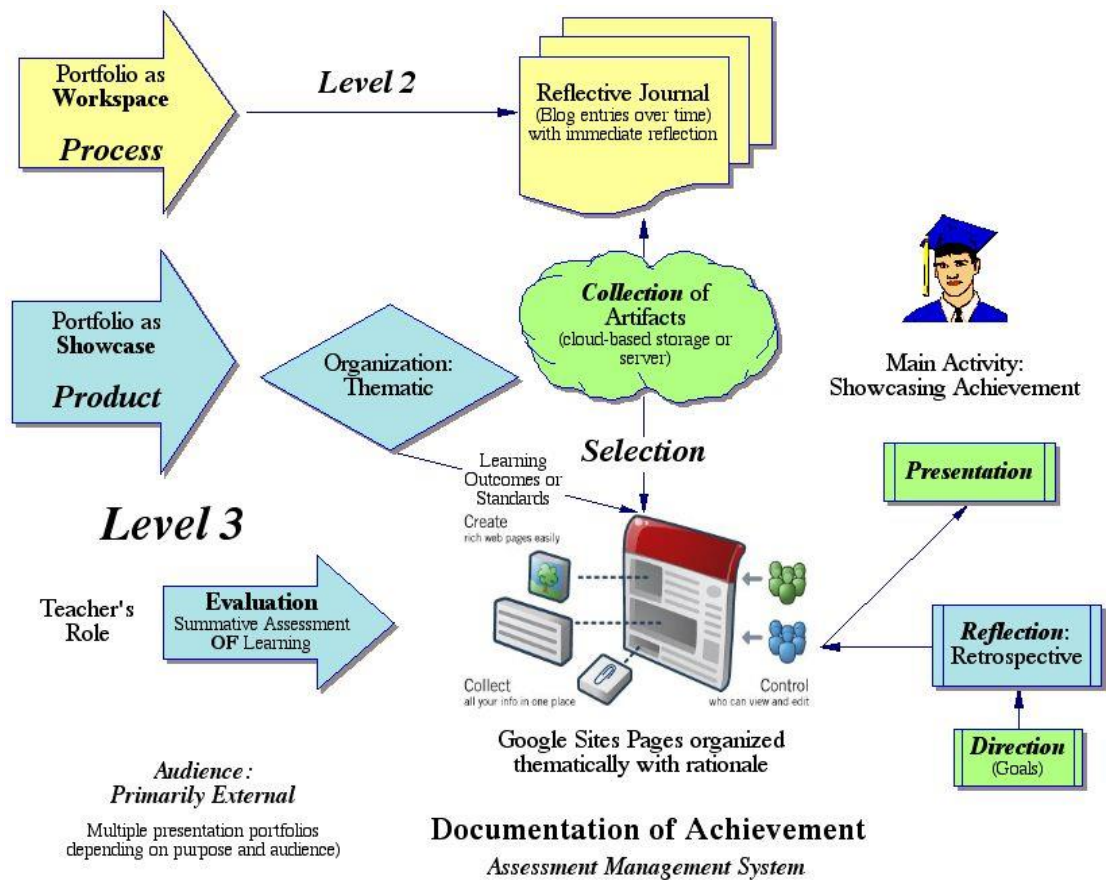 Portfolio as
Workspace
Process
Level 2
Reflective Journal
(Blog entries over time)
with immediate reflection
Portfolio as
Showcase
Product
Organization:
Thematic
Collection of
Artifacts
(cloud-based storage or
server)
Main Activity:
Showcasing Achievement
Learning
Outcomes or
Standards
Selection
Presentation
Level 3
Create
rich web pages easily
Teacher's
Role
Evaluation
Summative Assessment
OF Learning
Reflection:
Retrospective
Collect
all your info in one place
Control
who can view and edit
Direction
(Goals)
Google Sites Pages organized
thematically with rationale
Audience:
Primarily External
Multiple presentation portfolios
depending on purpose and audience)
Documentation of Achievement
Assessment Management System